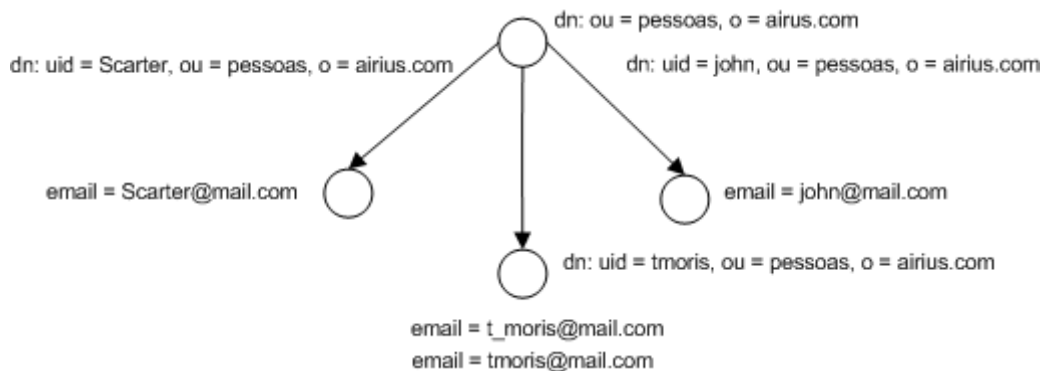 dn: ou = pessoas, o = airus.com
dn: uid = Scarter, ou = pessoas, o = airius.com
dn: uid = john, ou = pessoas, o = airius.com
email = Scarter@mail.com
email = john@mail.com
dn: uid = tmoris, ou = pessoas, o = airius.com
email = t_moris@mail.com
email = tmoris@mail.com